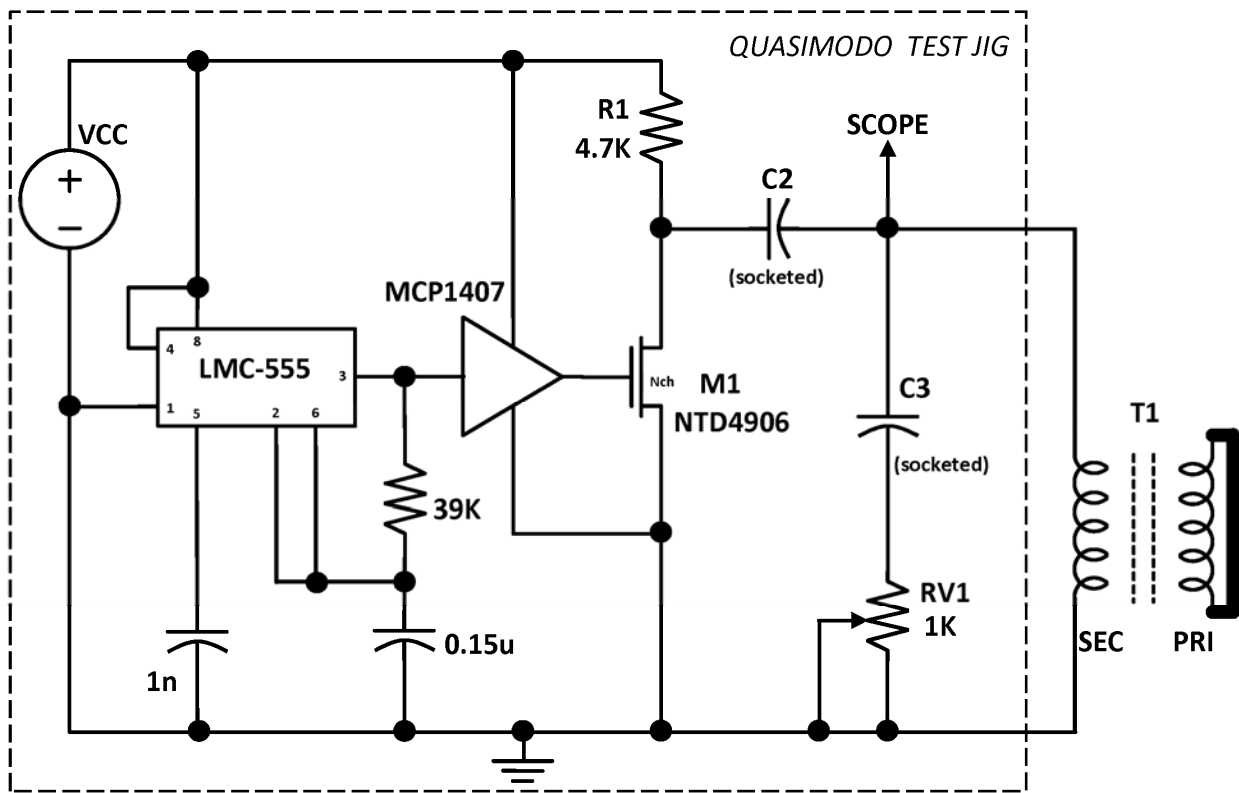 QUASIMODO TEST JIG
VCC
+
−
R1
4.7K
SCOPE
C2
(socketed)
MCP1407
8
4
LMC-555
3
1
5
2
6
Nch
M1
NTD4906
C3
(socketed)
T1
39K
RV1
1K
SEC
PRI
0.15u
1n